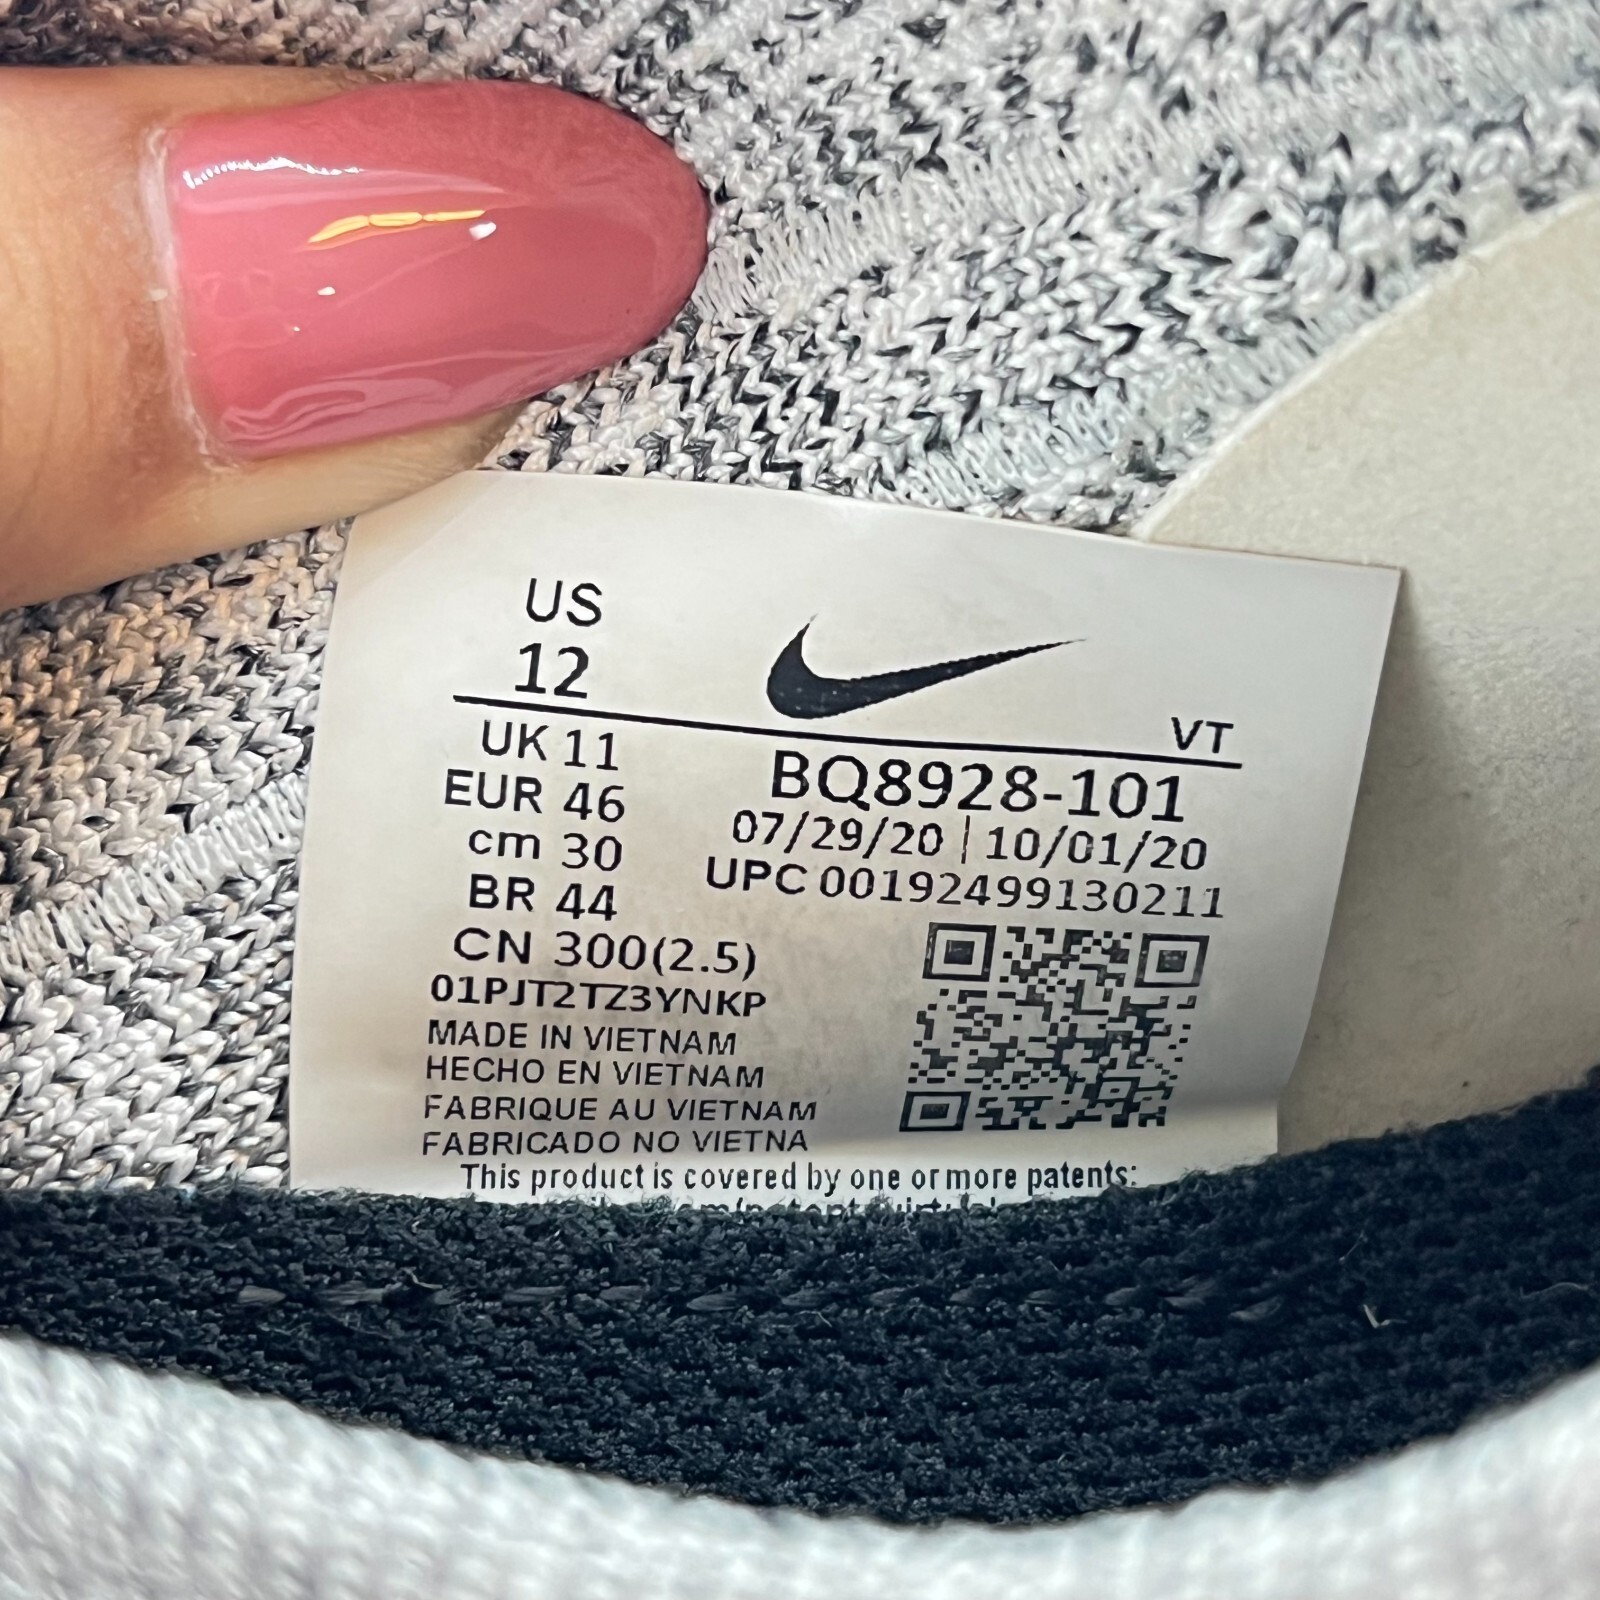 US
12
VT
UK 11
EUR 46
cm 30
BR 44
CN 300(2.5)
BQ8928-101
07/29/20 | 10/01/20
UPC 00192499130211
01PJT2TZ3YNKP
MADE IN VIETNAM
HECHO EN VIETNAM
FABRIQUE AU VIETNAM
FABRICADO NO VIETNA
This product is covered by one or more patents: